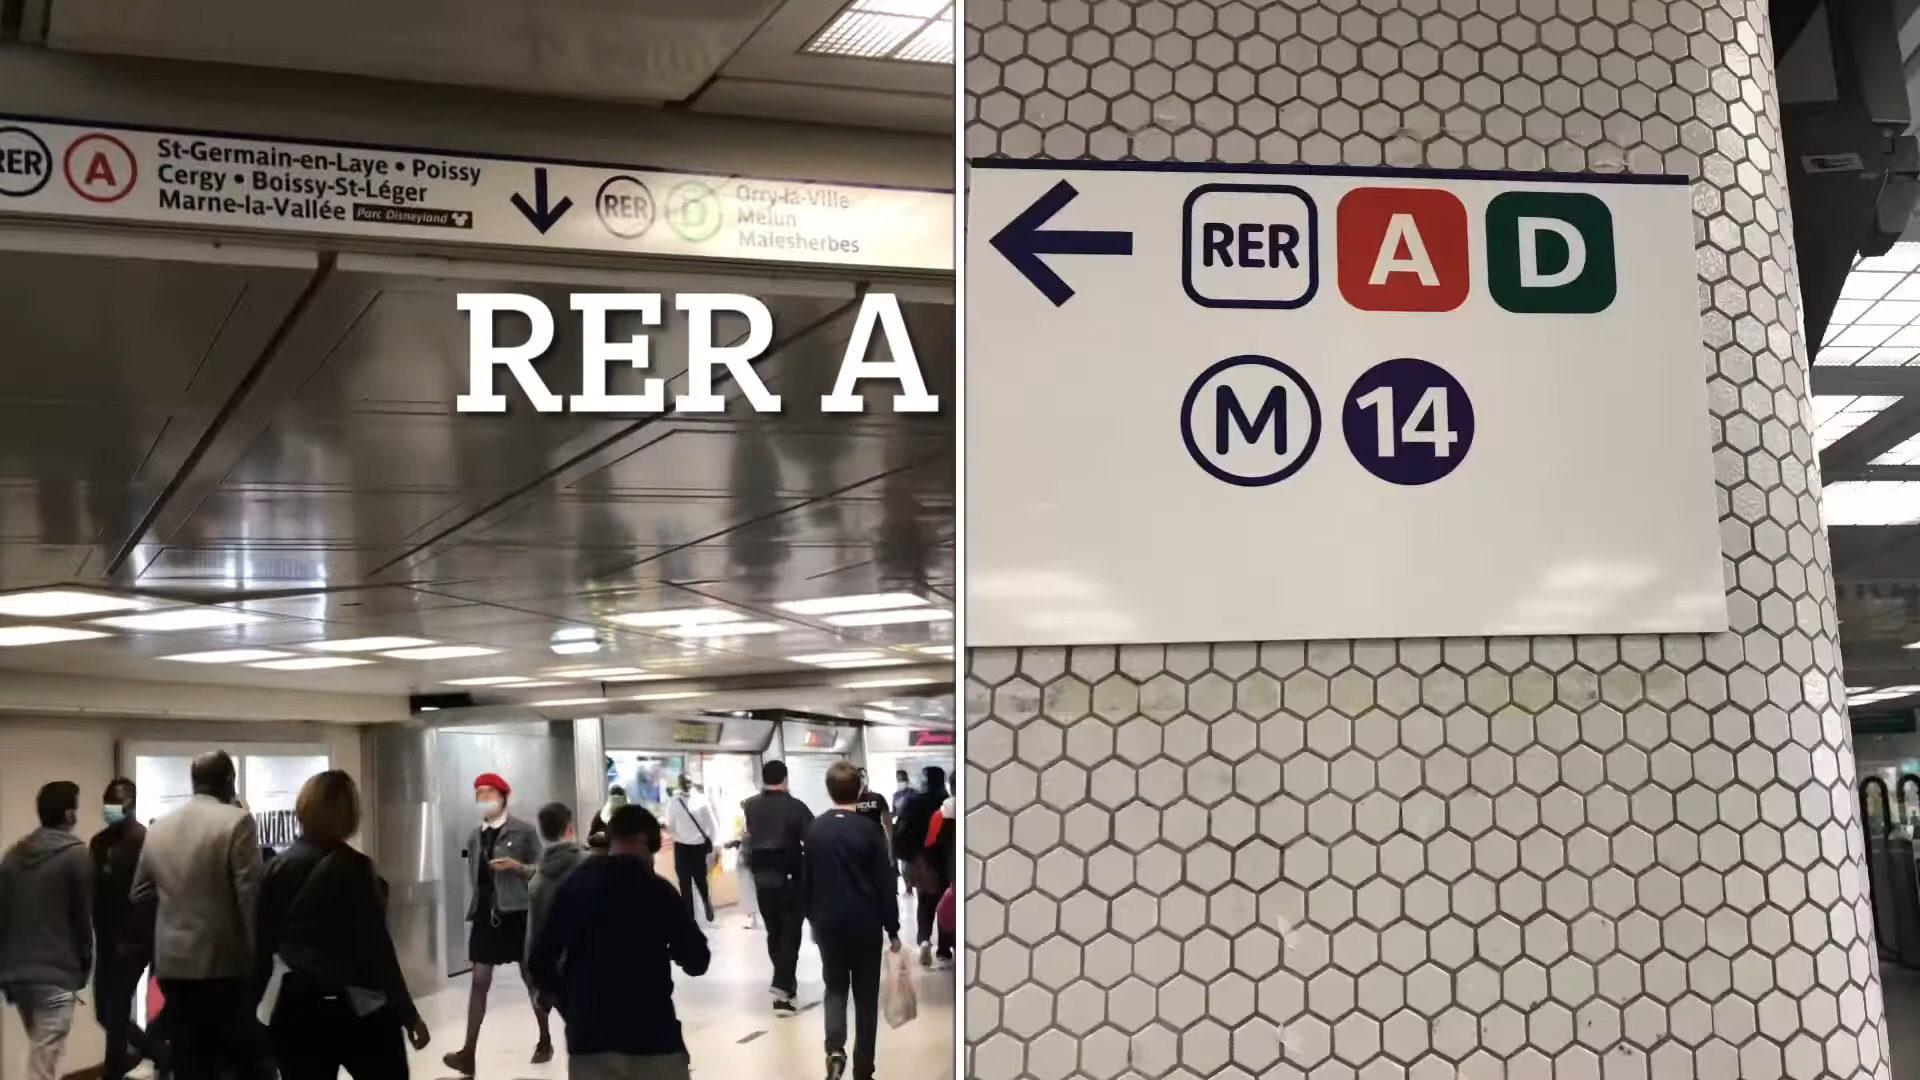 RER A St-Germain-en-Laye • Poissy
Cergy • Boissy-St-Léger
Marne-la-Vallée Parc Disneyland
RER D Orry-la-Ville
Melun
Malesherbes
RER A
RER A D
M 14